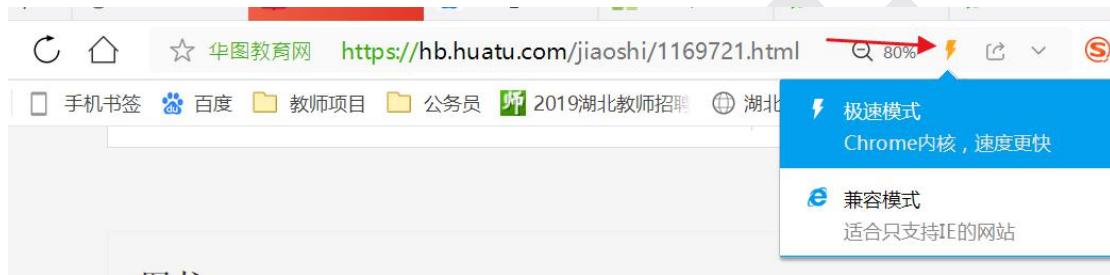 华图教育网 https://hb.huatu.com/jiaoshi/1169721.html 80%
手机书签 百度 教师项目 公务员 师 2019湖北教师招聘 湖北
极速模式
Chrome内核，速度更快
兼容模式
适合只支持IE的网站